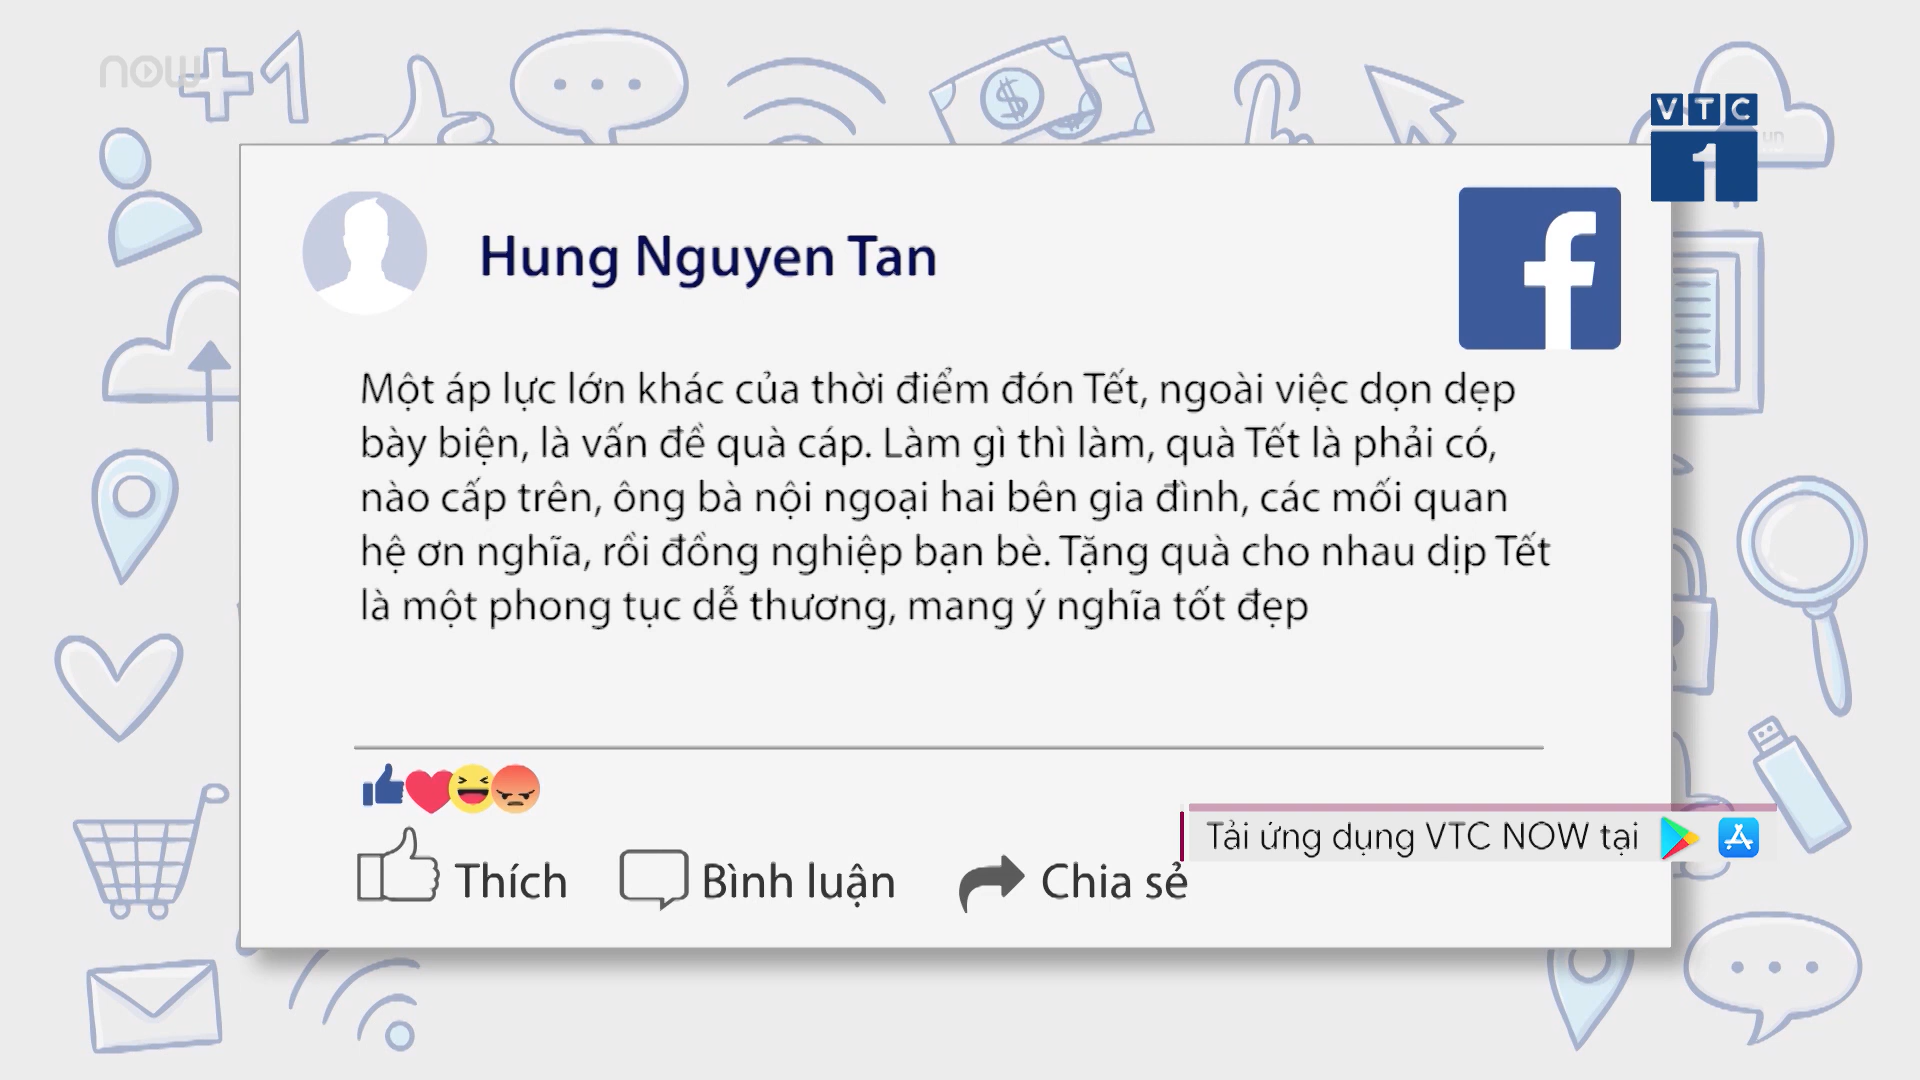 now
+1
VTC
1
Hung Nguyen Tan
Một áp lực lớn khác của thời điểm đón Tết, ngoài việc dọn dẹp
bày biện, là vấn đề quà cáp. Làm gì thì làm, quà Tết là phải có,
nào cấp trên, ông bà nội ngoại hai bên gia đình, các mối quan
hệ ơn nghĩa, rồi đồng nghiệp bạn bè. Tặng quà cho nhau dịp Tết
là một phong tục dễ thương, mang ý nghĩa tốt đẹp
Tải ứng dụng VTC NOW tại
Thích Bình luận Chia sẻ